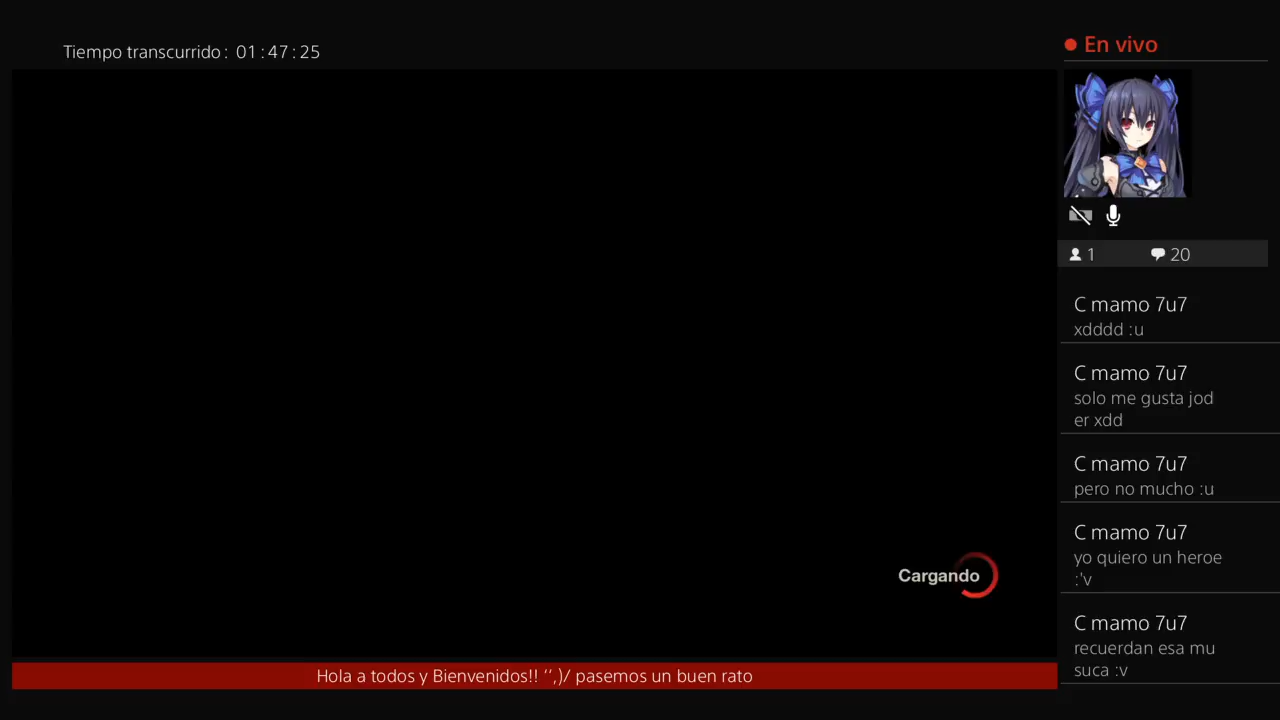 Tiempo transcurrido: 01:47:25
En vivo
1
20
C mamo 7u7
xdddd :u
C mamo 7u7
solo me gusta jod
er xdd
C mamo 7u7
pero no mucho :u
C mamo 7u7
yo quiero un heroe
:'v
C mamo 7u7
recuerdan esa mu
suca :v
Cargando
Hola a todos y Bienvenidos!! ‘‘,)/ pasemos un buen rato